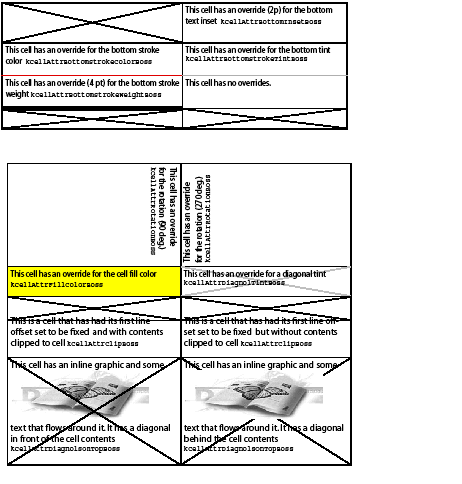 This cell has an override (2p) for the bottom
text inset kCellAttrBottomInsetBoss
This cell has an override for the bottom stroke
color kCellAttrBottomStrokeColorBoss
This cell has an override for the bottom tint
kCellAttrBottomStrokeTintBoss
This cell has an override (4 pt) for the bottom stroke
weight kCellAttrBottomStrokeWeightBoss
This cell has no overrides.
This cell has an override
for the rotation (90 deg.)
kCellAttrRotationBoss
This cell has an override
for the rotation (270 deg.)
kCellAttrRotationBoss
This cell has an override for the cell fill color
kCellAttrFillColorBoss
This cell has an override for a diagonal tint
kCellAttrDiagnolTintBoss
This is a cell that has had its first line
offset set to be fixed and with contents
clipped to cell kCellAttrClipBoss
This is a cell that has had its first line off-
set set to be fixed but without contents
clipped to cell kCellAttrClipBoss
This cell has an inline graphic and some
text that flows around it. It has a diagonal
in front of the cell contents
kCellAttrDiagnolsOnTopBoss
This cell has an inline graphic and some
text that flows around it. It has a diagonal
behind the cell contents
kCellAttrDiagnolsOnTopBoss